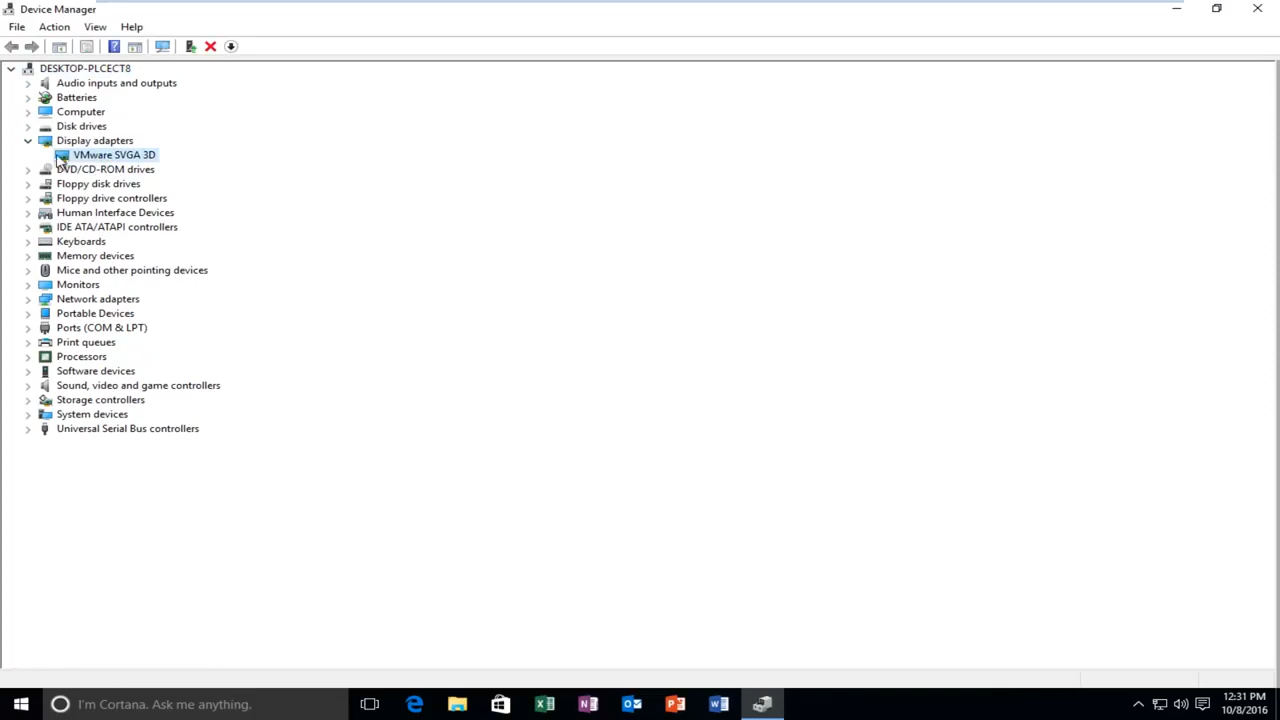 Device Manager
File Action View Help
DESKTOP-PLCECT8
Audio inputs and outputs
Batteries
Computer
Disk drives
Display adapters
VMware SVGA 3D
DVD/CD-ROM drives
Floppy disk drives
Floppy drive controllers
Human Interface Devices
IDE ATA/ATAPI controllers
Keyboards
Memory devices
Mice and other pointing devices
Monitors
Network adapters
Portable Devices
Ports (COM & LPT)
Print queues
Processors
Software devices
Sound, video and game controllers
Storage controllers
System devices
Universal Serial Bus controllers
I'm Cortana. Ask me anything.
12:31 PM
10/8/2016